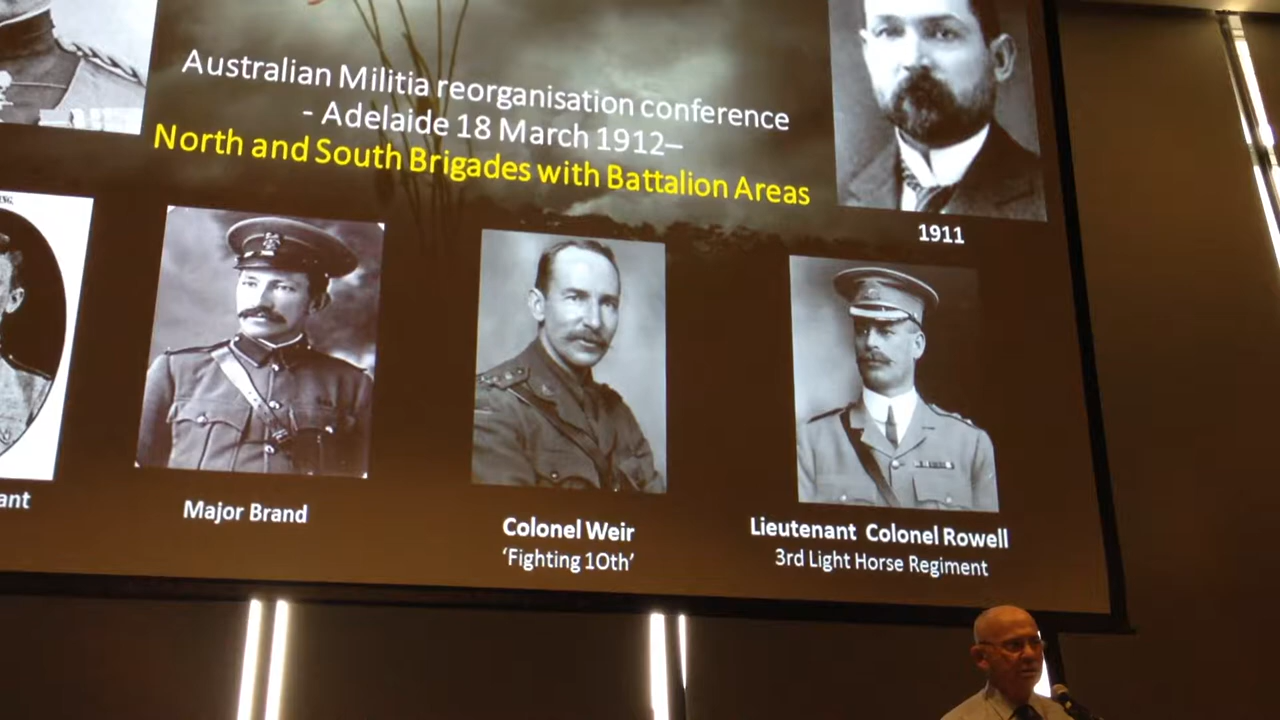 Australian Militia reorganisation conference
- Adelaide 18 March 1912–
North and South Brigades with Battalion Areas
1911
Major Brand
Colonel Weir
'Fighting 10th'
Lieutenant Colonel Rowell
3rd Light Horse Regiment